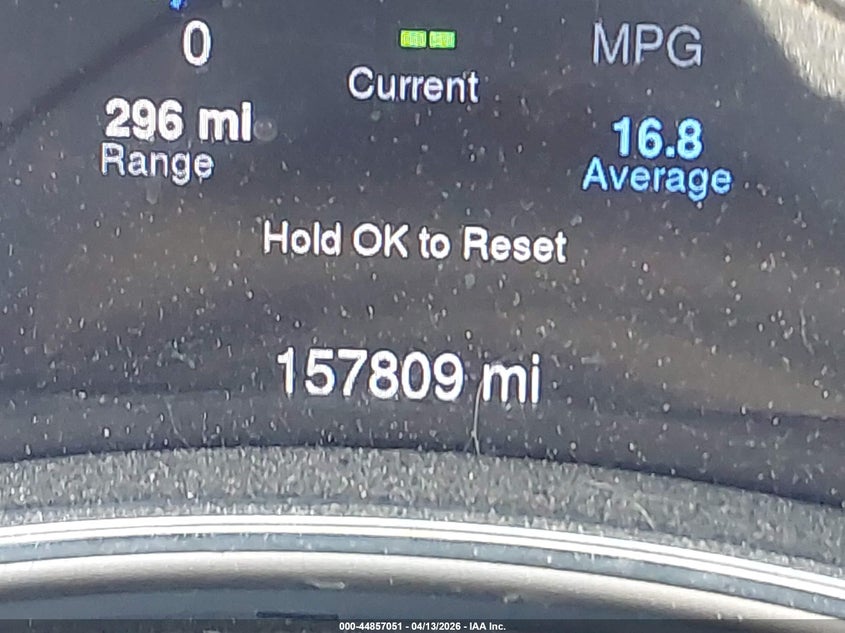 0
MPG
Current
296 mi
16.8
Range
Average
Hold OK to Reset
157809 mi
000-44857051 - 04/13/2026 - IAA Inc.